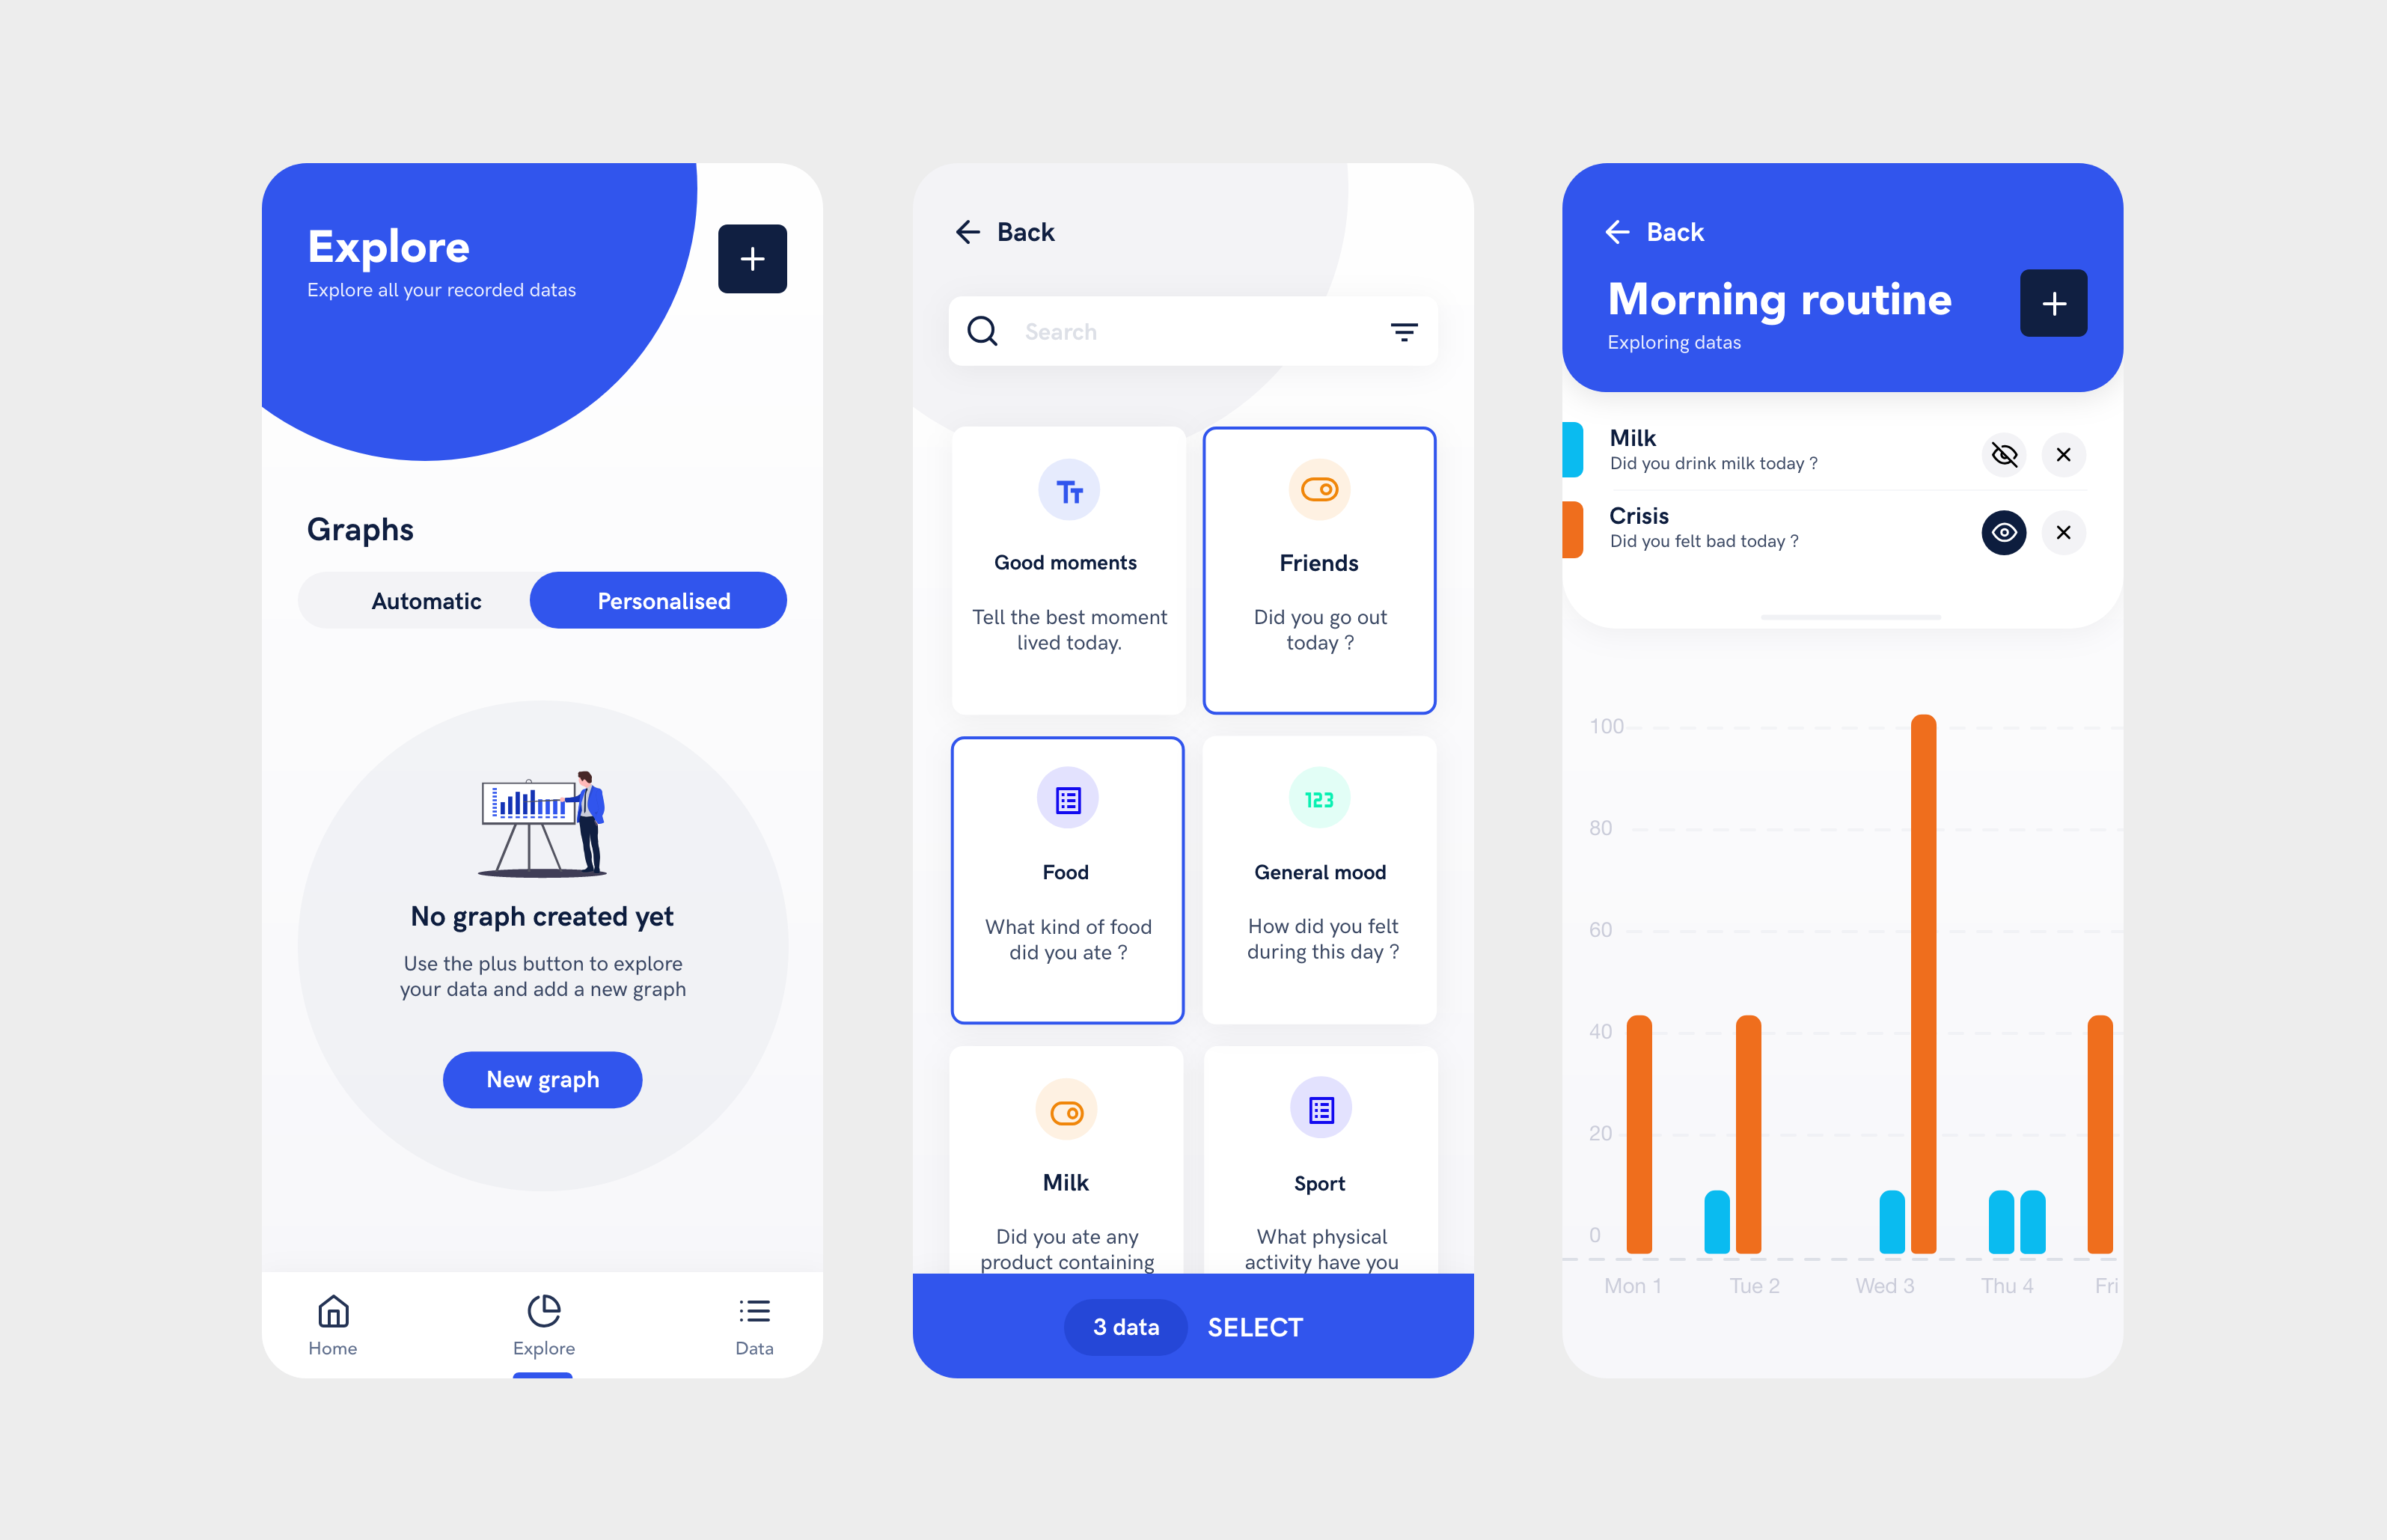 Explore
Explore all your recorded datas
Graphs
Automatic
Personalised
No graph created yet
Use the plus button to explore
your data and add a new graph
New graph
Home
Explore
Data
Back
Search
Good moments
Tell the best moment
lived today.
Friends
Did you go out
today ?
Food
What kind of food
did you ate ?
123
General mood
How did you felt
during this day ?
Milk
Did you ate any
product containing
Sport
What physical
activity have you
3 data
SELECT
Back
Morning routine
Exploring datas
Milk
Did you drink milk today ?
Crisis
Did you felt bad today ?
100
80
60
40
20
0
Mon 1
Tue 2
Wed 3
Thu 4
Fri